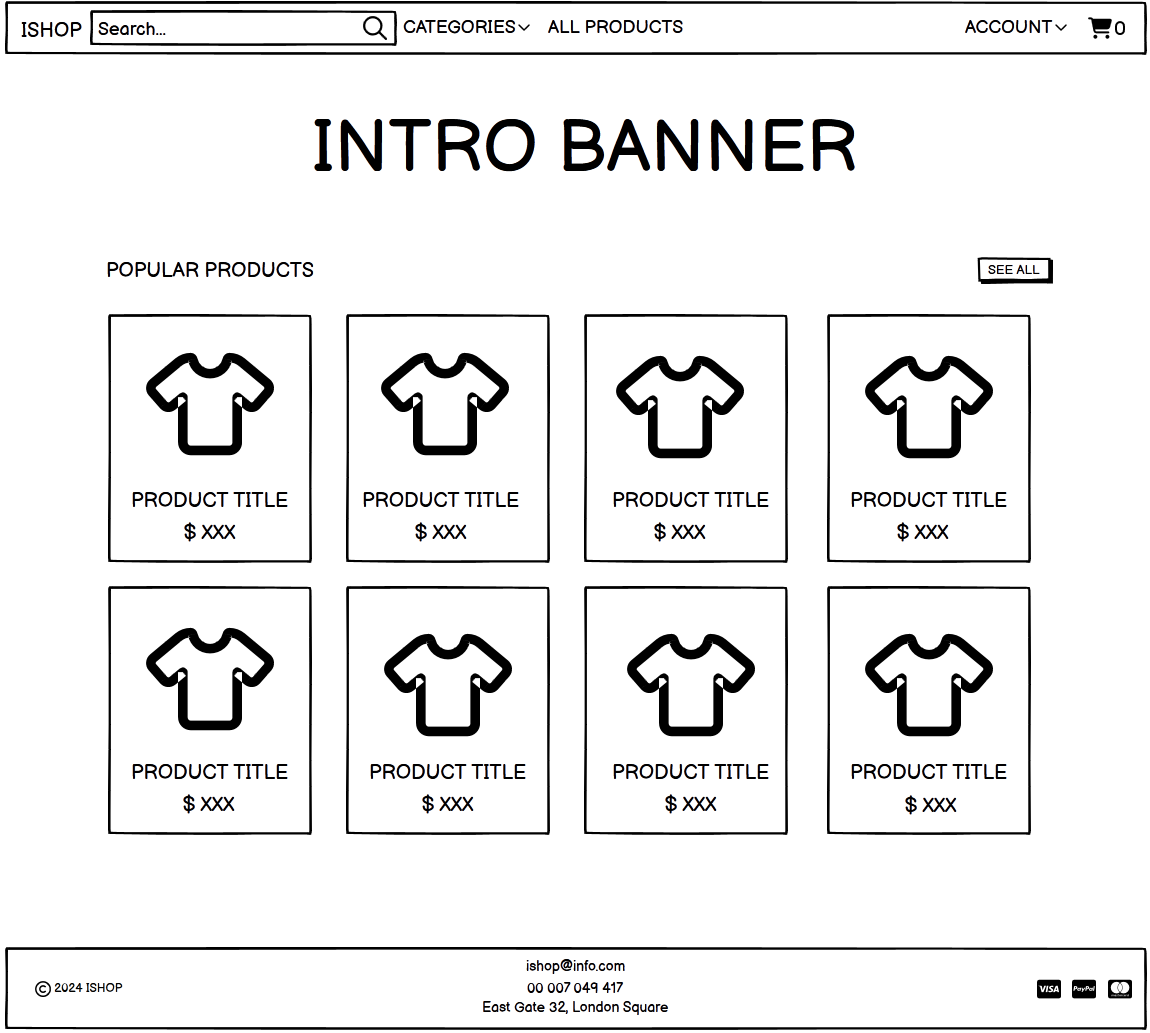 ISHOP Search... CATEGORIES ALL PRODUCTS ACCOUNT 0
INTRO BANNER
POPULAR PRODUCTS SEE ALL
PRODUCT TITLE PRODUCT TITLE PRODUCT TITLE PRODUCT TITLE
$ XXX $ XXX $ XXX $ XXX
PRODUCT TITLE PRODUCT TITLE PRODUCT TITLE PRODUCT TITLE
$ XXX $ XXX $ XXX $ XXX
ishop@info.com
© 2024 ISHOP 00 007 049 417 VISA PayPal
East Gate 32, London Square